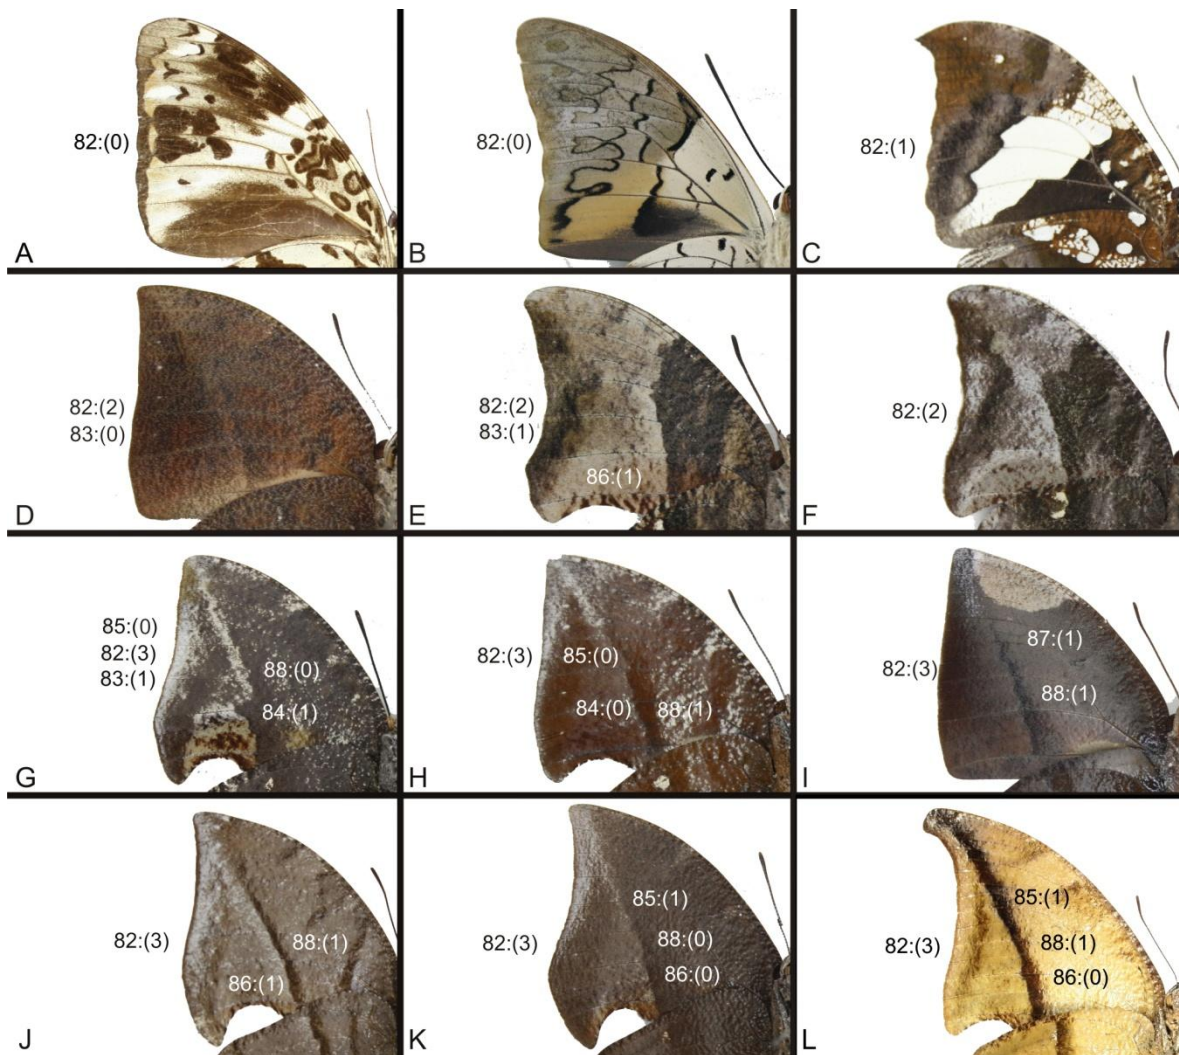 82:(0)
A
82:(0)
B
82:(1)
C
82:(2)
83:(0)
D
82:(2)
83:(1)
86:(1)
E
82:(2)
F
85:(0)
82:(3)
83:(1)
88:(0)
84:(1)
G
82:(3)
85:(0)
84:(0)
88:(1)
H
82:(3)
87:(1)
88:(1)
I
82:(3)
88:(1)
86:(1)
J
82:(3)
85:(1)
88:(0)
86:(0)
K
82:(3)
85:(1)
88:(1)
86:(0)
L